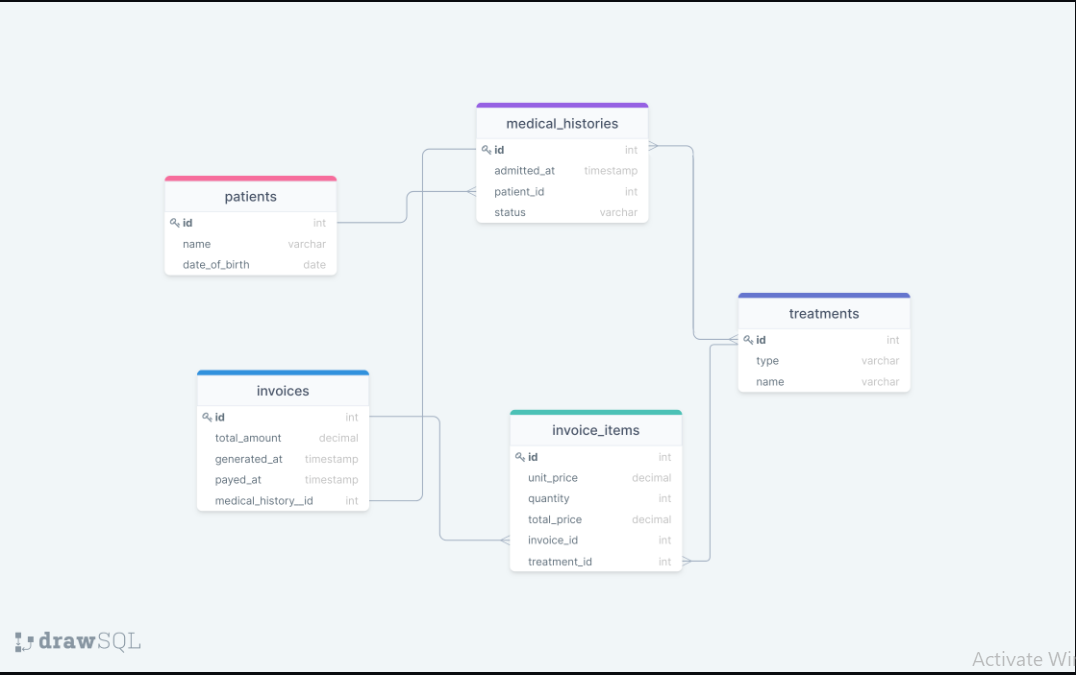 medical_histories
id int
admitted_at timestamp
patient_id int
status varchar
patients
id int
name varchar
date_of_birth date
treatments
id int
type varchar
name varchar
invoices
id int
total_amount decimal
generated_at timestamp
payed_at timestamp
medical_history__id int
invoice_items
id int
unit_price decimal
quantity int
total_price decimal
invoice_id int
treatment_id int
drawSQL
Activate Wi